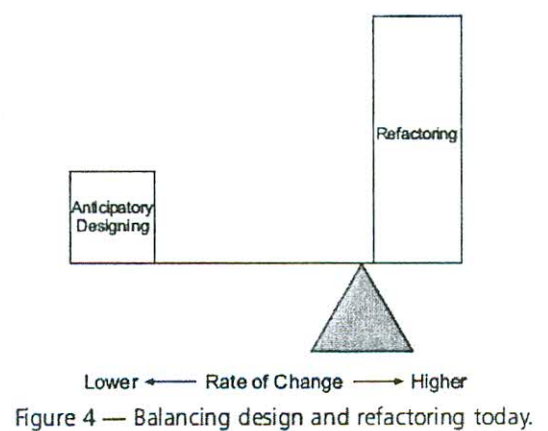 Refactoring
Anticipatory
Designing
Lower ← Rate of Change → Higher
Figure 4 — Balancing design and refactoring today.